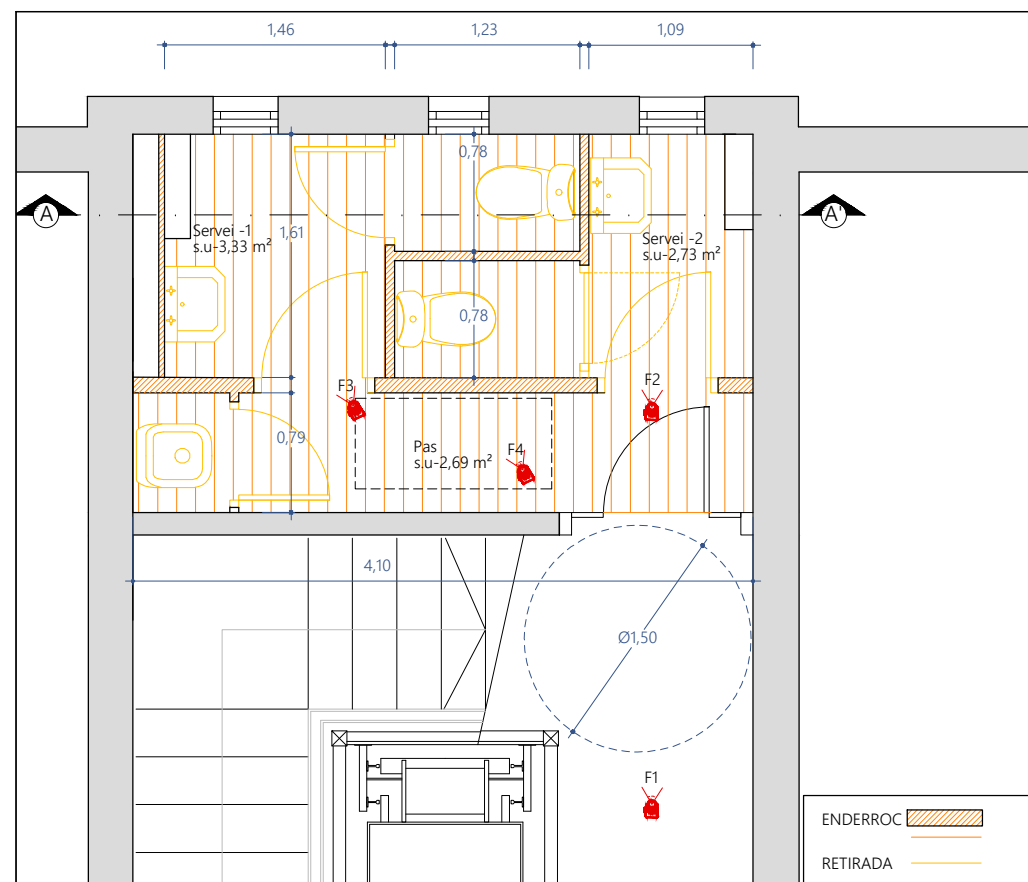 1,46
1,23
1,09
0,78
A
Servei -1
s.u-3,33 m²
1,61
Servei -2
s.u-2,73 m²
A'
0,78
F3
F2
0,79
Pas
s.u-2,69 m²
F4
4,10
Ø1,50
F1
ENDERROC
RETIRADA